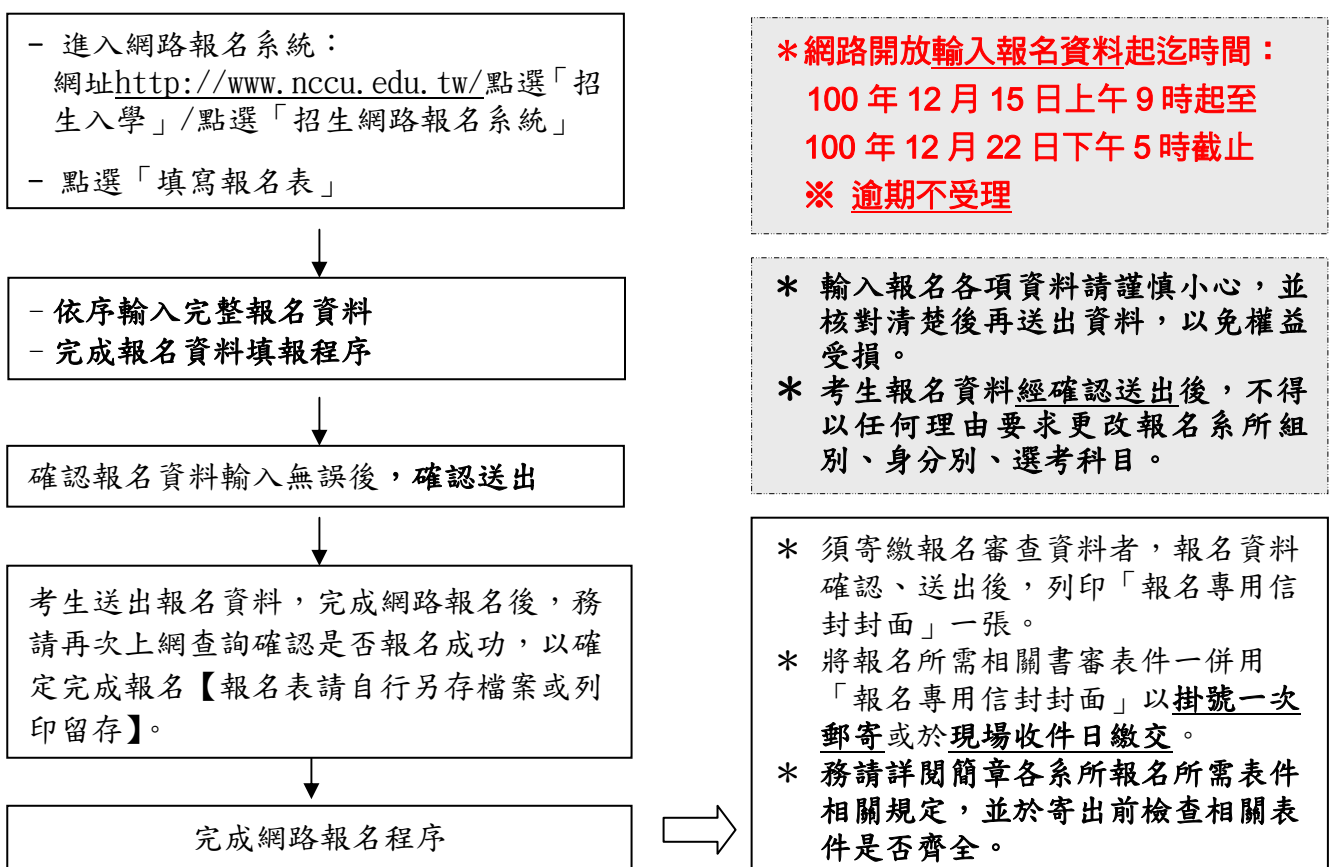 - 進入網路報名系統：
網址http://www.nccu.edu.tw/點選「招
生入學」/點選「招生網路報名系統」
- 點選「填寫報名表」
-依序輸入完整報名資料
-完成報名資料填報程序
確認報名資料輸入無誤後，確認送出
考生送出報名資料，完成網路報名後，務
請再次上網查詢確認是否報名成功，以確
定完成報名【報名表請自行另存檔案或列
印留存】。
完成網路報名程序
＊網路開放輸入報名資料起迄時間：
100 年 12 月 15 日上午 9 時起至
100 年 12 月 22 日下午 5 時截止
※ 逾期不受理
＊ 輸入報名各項資料請謹慎小心，並
核對清楚後再送出資料，以免權益
受損。
＊ 考生報名資料經確認送出後，不得
以任何理由要求更改報名系所組
別、身分別、選考科目。
＊ 須寄繳報名審查資料者，報名資料
確認、送出後，列印「報名專用信
封封面」一張。
＊ 將報名所需相關書審表件一併用
「報名專用信封封面」以掛號一次
郵寄或於現場收件日繳交。
＊ 務請詳閱簡章各系所報名所需表件
相關規定，並於寄出前檢查相關表
件是否齊全。